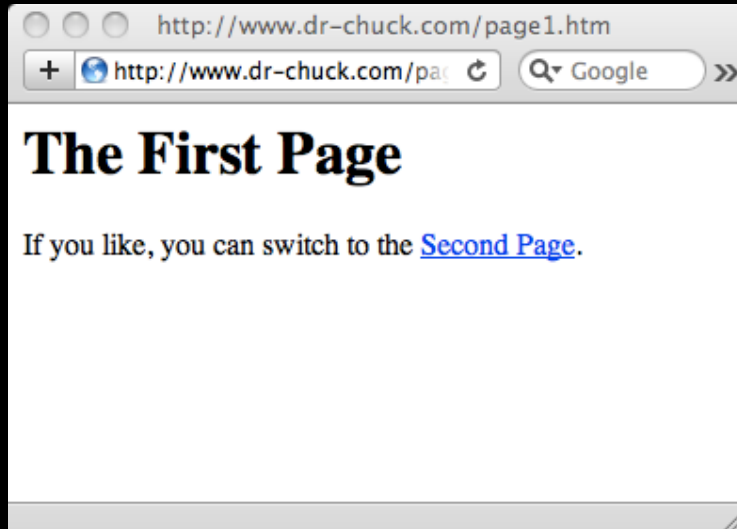 http://www.dr-chuck.com/page1.htm
+ http://www.dr-chuck.com/pa Google »
The First Page
If you like, you can switch to the Second Page.